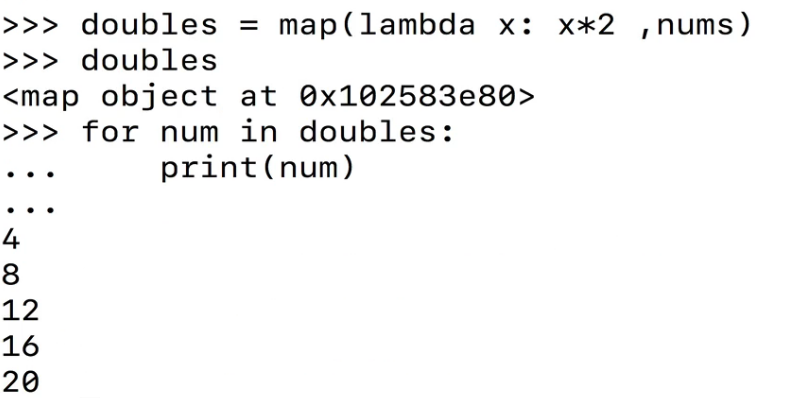 >>> doubles = map(lambda x: x*2 ,nums)
>>> doubles
<map object at 0x102583e80>
>>> for num in doubles:
...     print(num)
...
4
8
12
16
20